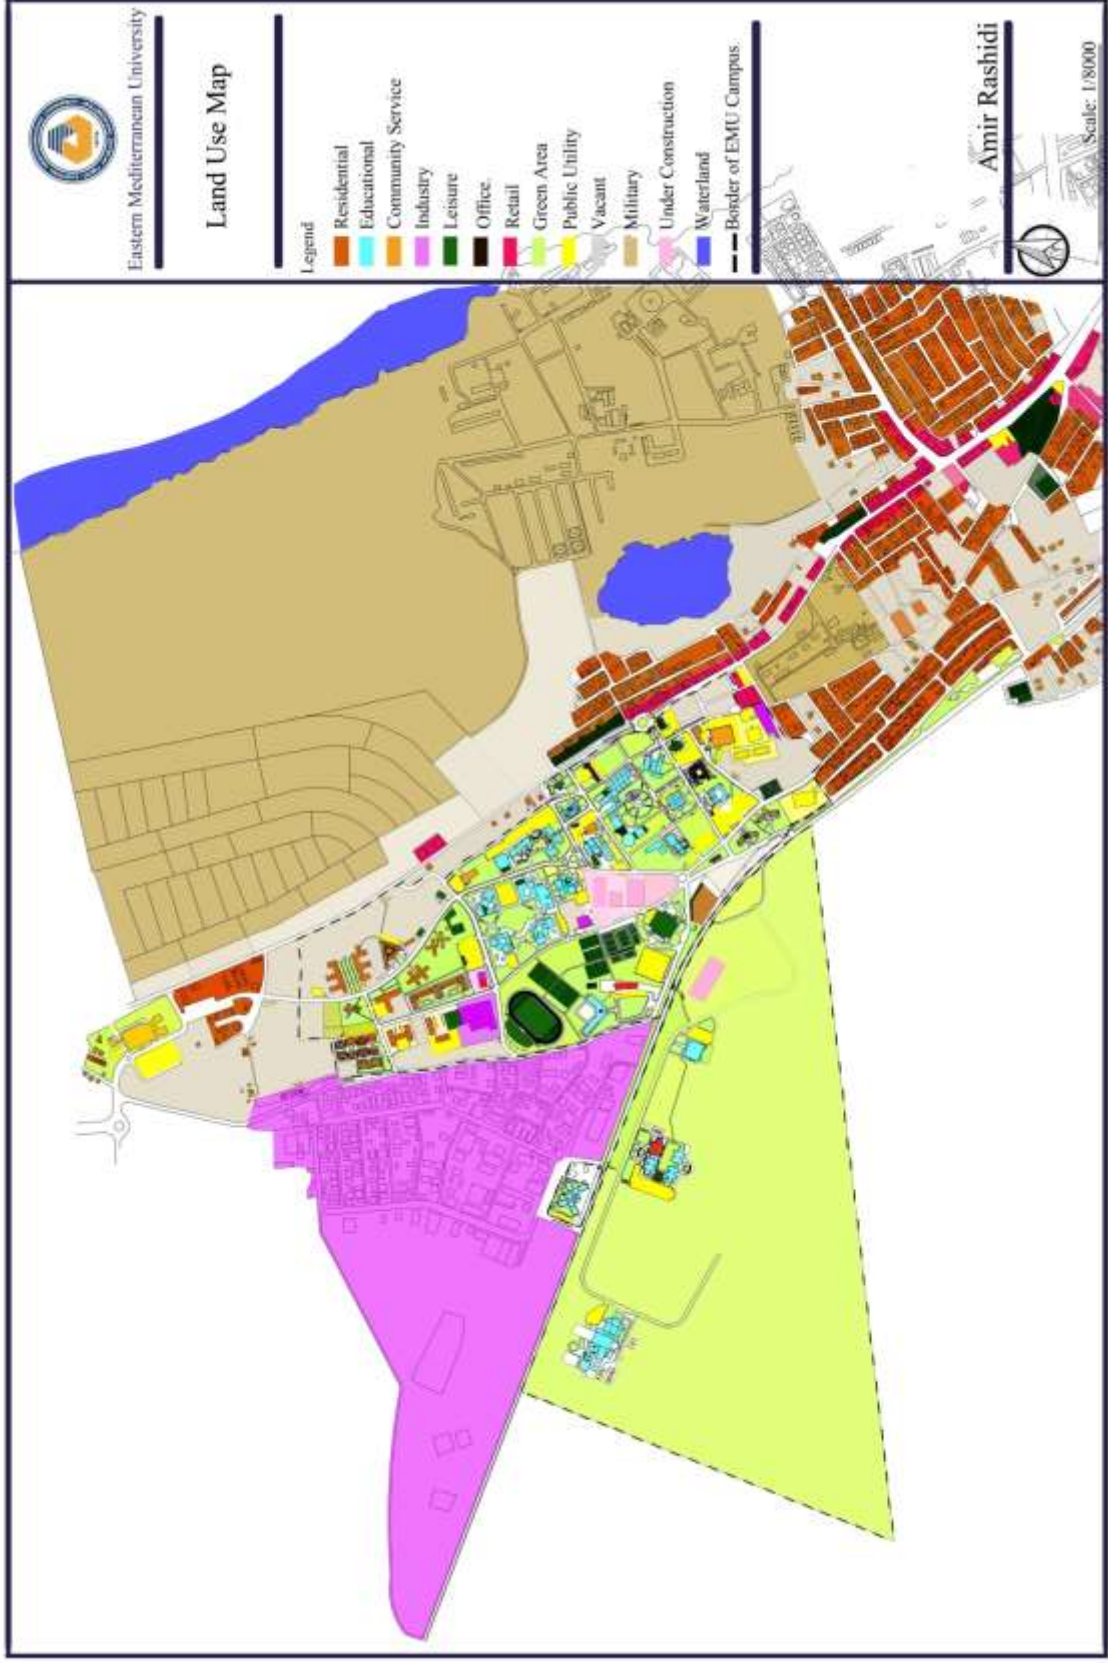 Eastern Mediterranean University
Land Use Map
Legend
Residential
Educational
Community Service
Industry
Leisure
Office
Retail
Green Area
Public Utility
Vacant
Military
Under Construction
Waterland
Border of EMU Campus
Amir Rashidi
Scale: 1/8000